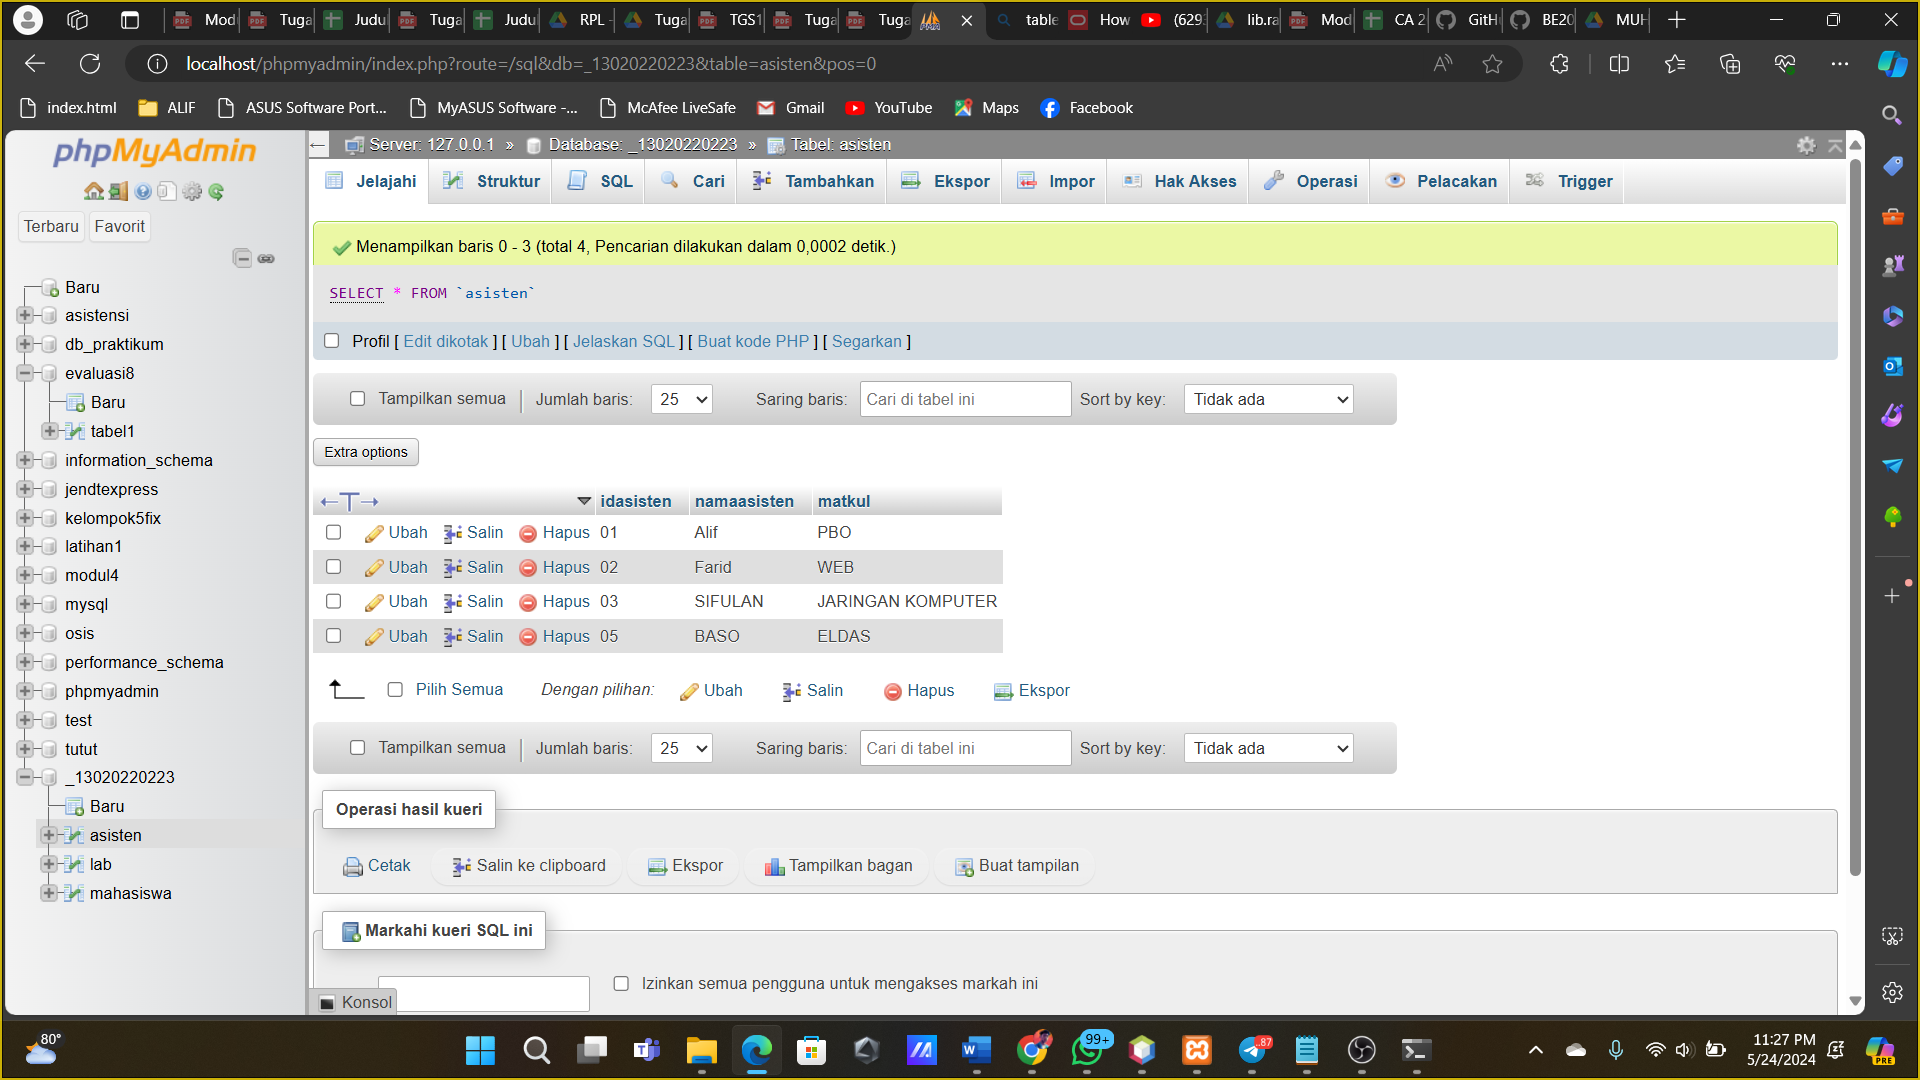 Mod
Tuga
Judu
Tuga
Judu
RPL -
Tuga
TGS1
Tuga
Tuga
table
How
(629
lib.ra
Mod
CA 2
GitH
BE20
MUH
localhost/phpmyadmin/index.php?route=/sql&db=_13020220223&table=asisten&pos=0
index.html
ALIF
ASUS Software Port...
MyASUS Software -...
McAfee LiveSafe
Gmail
YouTube
Maps
Facebook
phpMyAdmin
Terbaru
Favorit
Baru
asistensi
db_praktikum
evaluasi8
Baru
tabel1
information_schema
jendtexpress
kelompok5fix
latihan1
modul4
mysql
osis
performance_schema
phpmyadmin
test
tutut
_13020220223
Baru
asisten
lab
mahasiswa
Server: 127.0.0.1 » Database: _13020220223 » Tabel: asisten
Jelajahi
Struktur
SQL
Cari
Tambahkan
Ekspor
Impor
Hak Akses
Operasi
Pelacakan
Trigger
Menampilkan baris 0 - 3 (total 4, Pencarian dilakukan dalam 0,0002 detik.)
SELECT * FROM `asisten`
Profil [ Edit dikotak ] [ Ubah ] [ Jelaskan SQL ] [ Buat kode PHP ] [ Segarkan ]
Tampilkan semua | Jumlah baris: 25 Saring baris: Cari di tabel ini Sort by key: Tidak ada
Extra options
idasisten namaasisten matkul
Ubah Salin Hapus 01 Alif PBO
Ubah Salin Hapus 02 Farid WEB
Ubah Salin Hapus 03 SIFULAN JARINGAN KOMPUTER
Ubah Salin Hapus 05 BASO ELDAS
Pilih Semua Dengan pilihan: Ubah Salin Hapus Ekspor
Tampilkan semua | Jumlah baris: 25 Saring baris: Cari di tabel ini Sort by key: Tidak ada
Operasi hasil kueri
Cetak Salin ke clipboard Ekspor Tampilkan bagan Buat tampilan
Markahi kueri SQL ini
Izinkan semua pengguna untuk mengakses markah ini
Konsol
80°
99+
.87
11:27 PM
5/24/2024
PRE